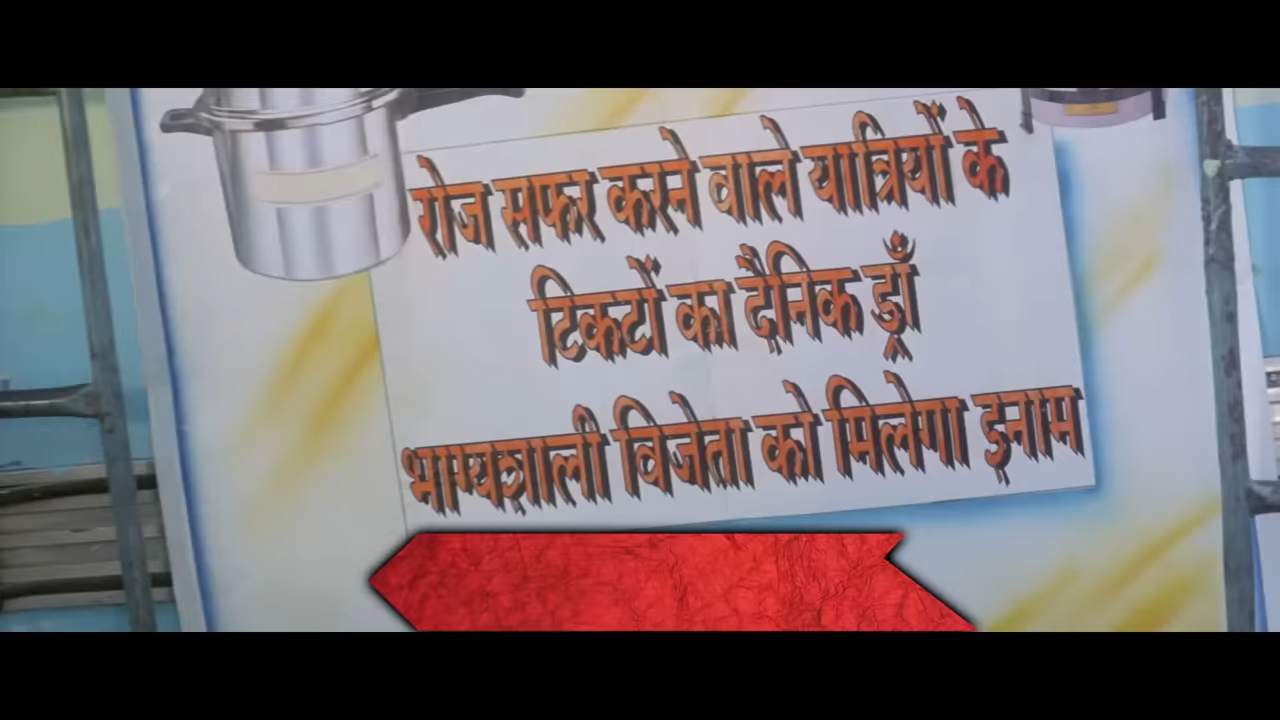 रोज सफर करने वाले यात्रियों के
टिकटों का दैनिक ड्रॉ
भाग्यशाली विजेता को मिलेगा इनाम